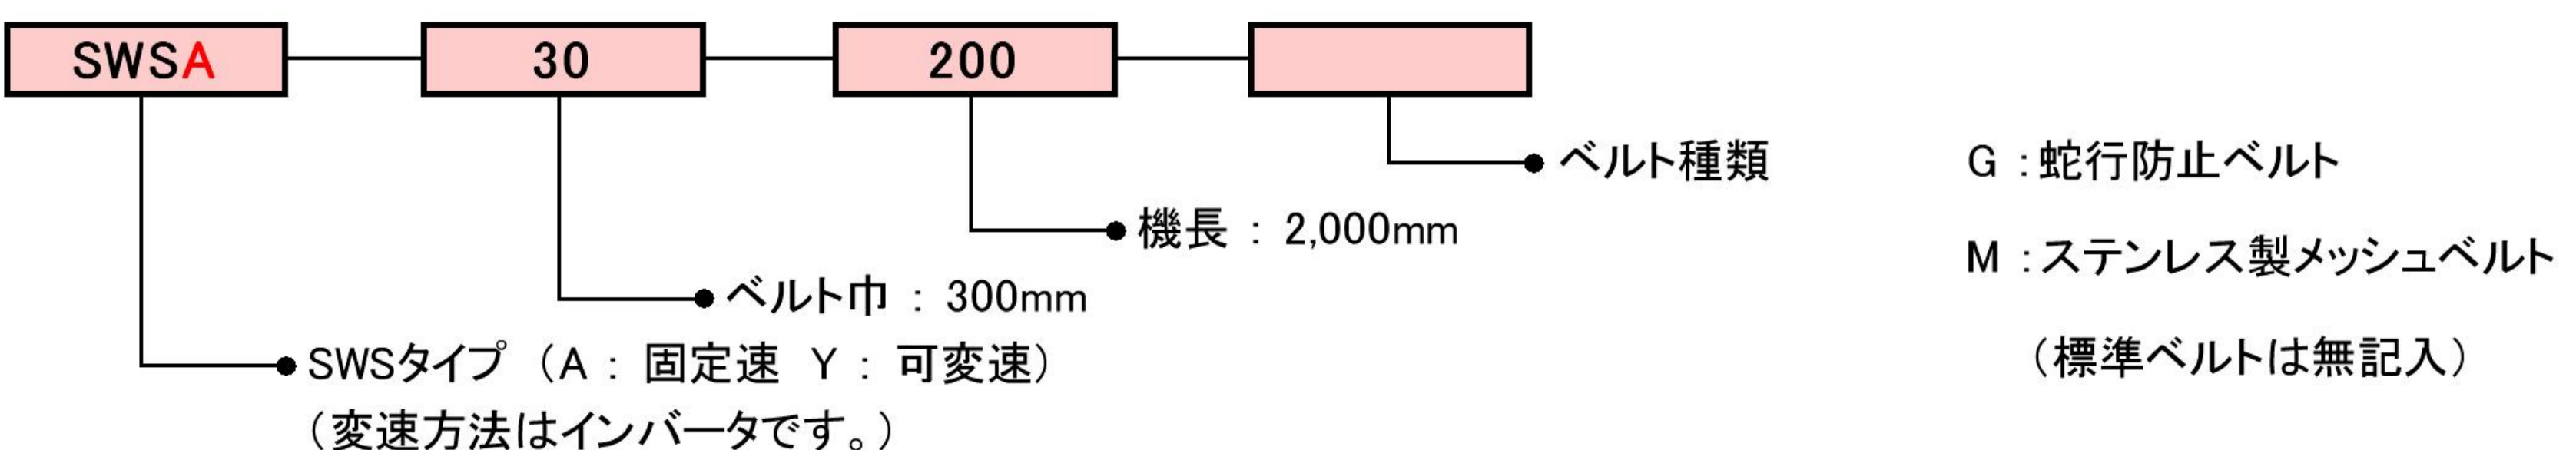 SWSA 30 200
ベルト種類 G:蛇行防止ベルト
機長 : 2,000mm
M:ステンレス製メッシュベルト
ベルト巾 : 300mm
(標準ベルトは無記入)
SWSタイプ (A : 固定速 Y : 可変速)
(変速方法はインバータです。)